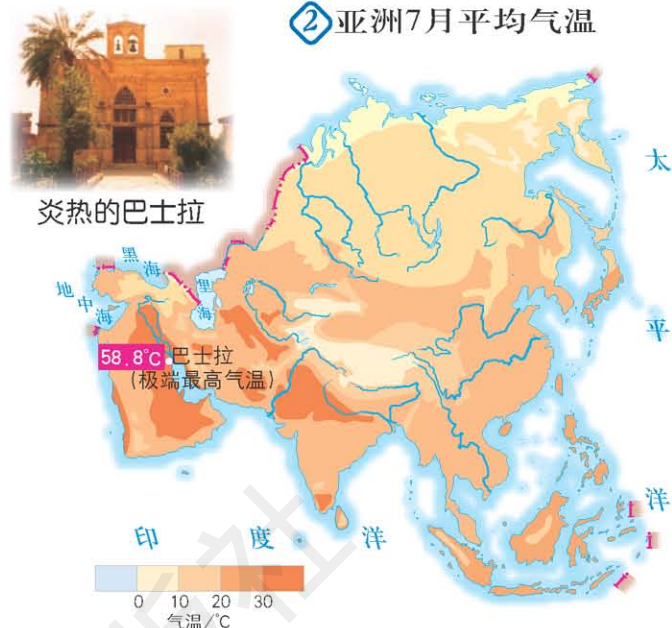 ② 亚洲7月平均气温
炎热的巴士拉
太
平
洋
黑海
地中海
里海
58.8℃ 巴士拉
(极端最高气温)
印 度 洋
0 10 20 30
气温/℃